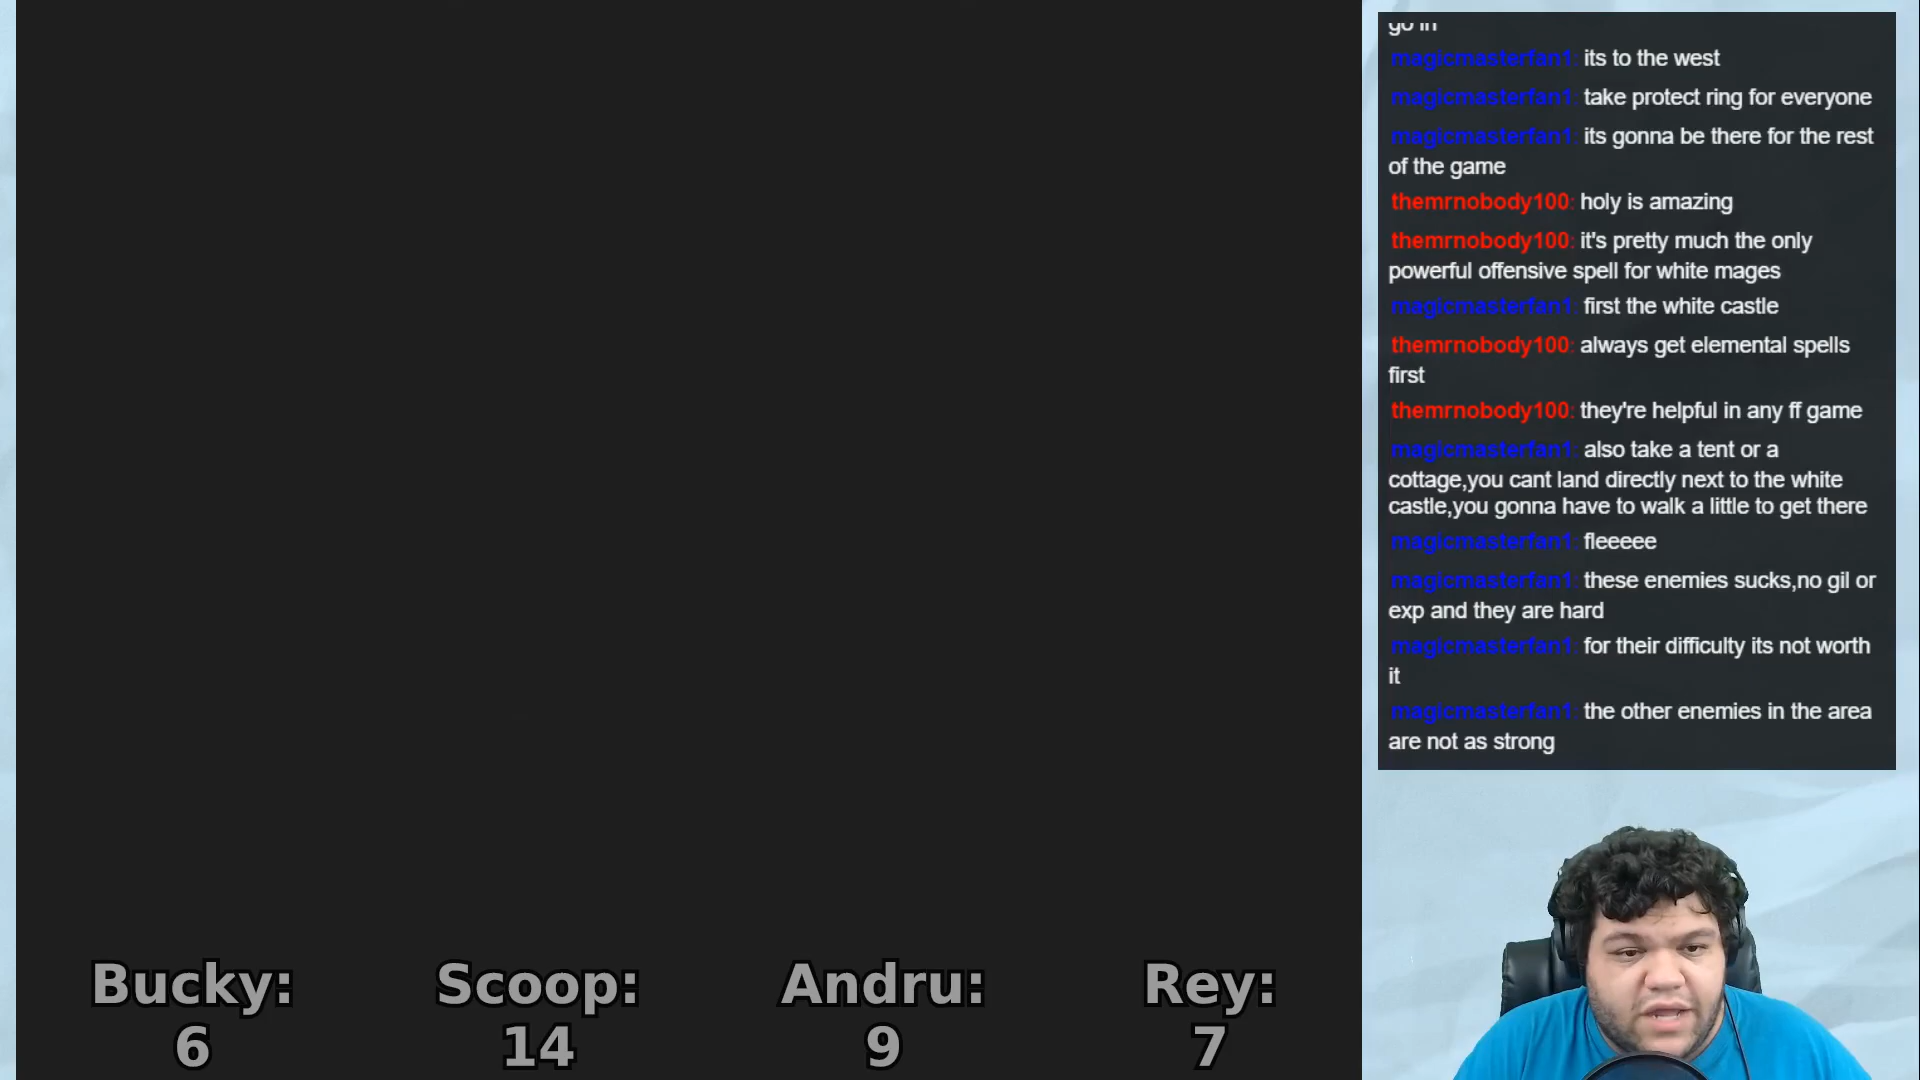 go in
magicmasterfan1: its to the west
magicmasterfan1: take protect ring for everyone
magicmasterfan1: its gonna be there for the rest
of the game
themrnobody100: holy is amazing
themrnobody100: it's pretty much the only
powerful offensive spell for white mages
magicmasterfan1: first the white castle
themrnobody100: always get elemental spells
first
themrnobody100: they're helpful in any ff game
magicmasterfan1: also take a tent or a
cottage,you cant land directly next to the white
castle,you gonna have to walk a little to get there
magicmasterfan1: fleeeee
magicmasterfan1: these enemies sucks,no gil or
exp and they are hard
magicmasterfan1: for their difficulty its not worth
it
magicmasterfan1: the other enemies in the area
are not as strong
Bucky: Scoop: Andru: Rey:
6 14 9 7